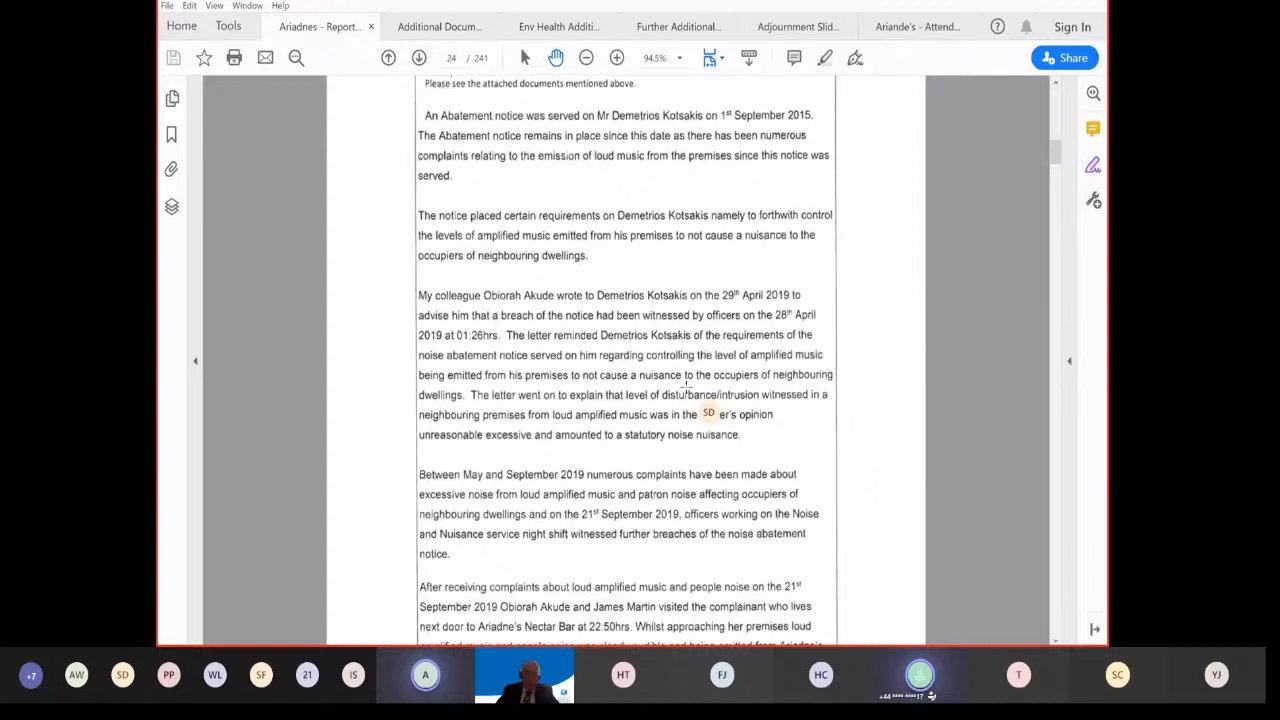 File Edit View Window Help
Home Tools Ariadnes - Report... × Additional Docum... Env Health Additi... Further Additional... Adjournment Slid... Ariande's - Attend... Sign In
24 / 241 94.5% Share
Please see the attached documents mentioned above.
An Abatement notice was served on Mr Demetrios Kotsakis on 1st September 2015.
The Abatement notice remains in place since this date as there has been numerous
complaints relating to the emission of loud music from the premises since this notice was
served.
The notice placed certain requirements on Demetrios Kotsakis namely to forthwith control
the levels of amplified music emitted from his premises to not cause a nuisance to the
occupiers of neighbouring dwellings.
My colleague Obiorah Akude wrote to Demetrios Kotsakis on the 29th April 2019 to
advise him that a breach of the notice had been witnessed by officers on the 28th April
2019 at 01:26hrs. The letter reminded Demetrios Kotsakis of the requirements of the
noise abatement notice served on him regarding controlling the level of amplified music
being emitted from his premises to not cause a nuisance to the occupiers of neighbouring
dwellings. The letter went on to explain that level of disturbance/intrusion witnessed in a
neighbouring premises from loud amplified music was in the SD er's opinion
unreasonable excessive and amounted to a statutory noise nuisance.
Between May and September 2019 numerous complaints have been made about
excessive noise from loud amplified music and patron noise affecting occupiers of
neighbouring dwellings and on the 21st September 2019, officers working on the Noise
and Nuisance service night shift witnessed further breaches of the noise abatement
notice.
After receiving complaints about loud amplified music and people noise on the 21st
September 2019 Obiorah Akude and James Martin visited the complainant who lives
next door to Ariadne's Nectar Bar at 22:50hrs. Whilst approaching her premises loud
+7 AW SD PP WL SF 21 IS A HT FJ HC T SC YJ
+44 **** ****17